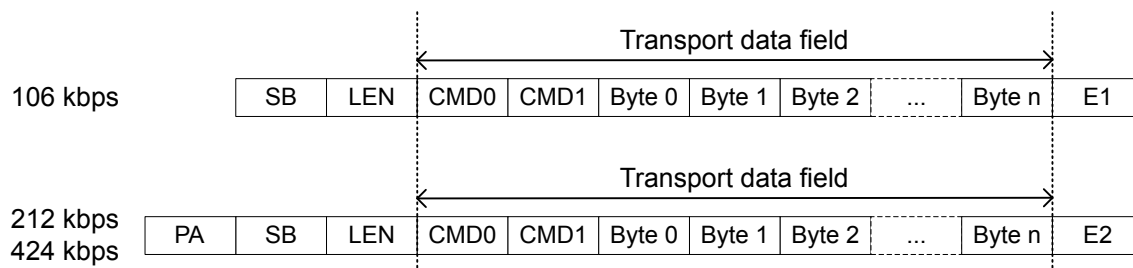 Transport data field
106 kbps SB LEN CMD0 CMD1 Byte 0 Byte 1 Byte 2 ... Byte n E1
Transport data field
212 kbps
424 kbps
PA SB LEN CMD0 CMD1 Byte 0 Byte 1 Byte 2 ... Byte n E2